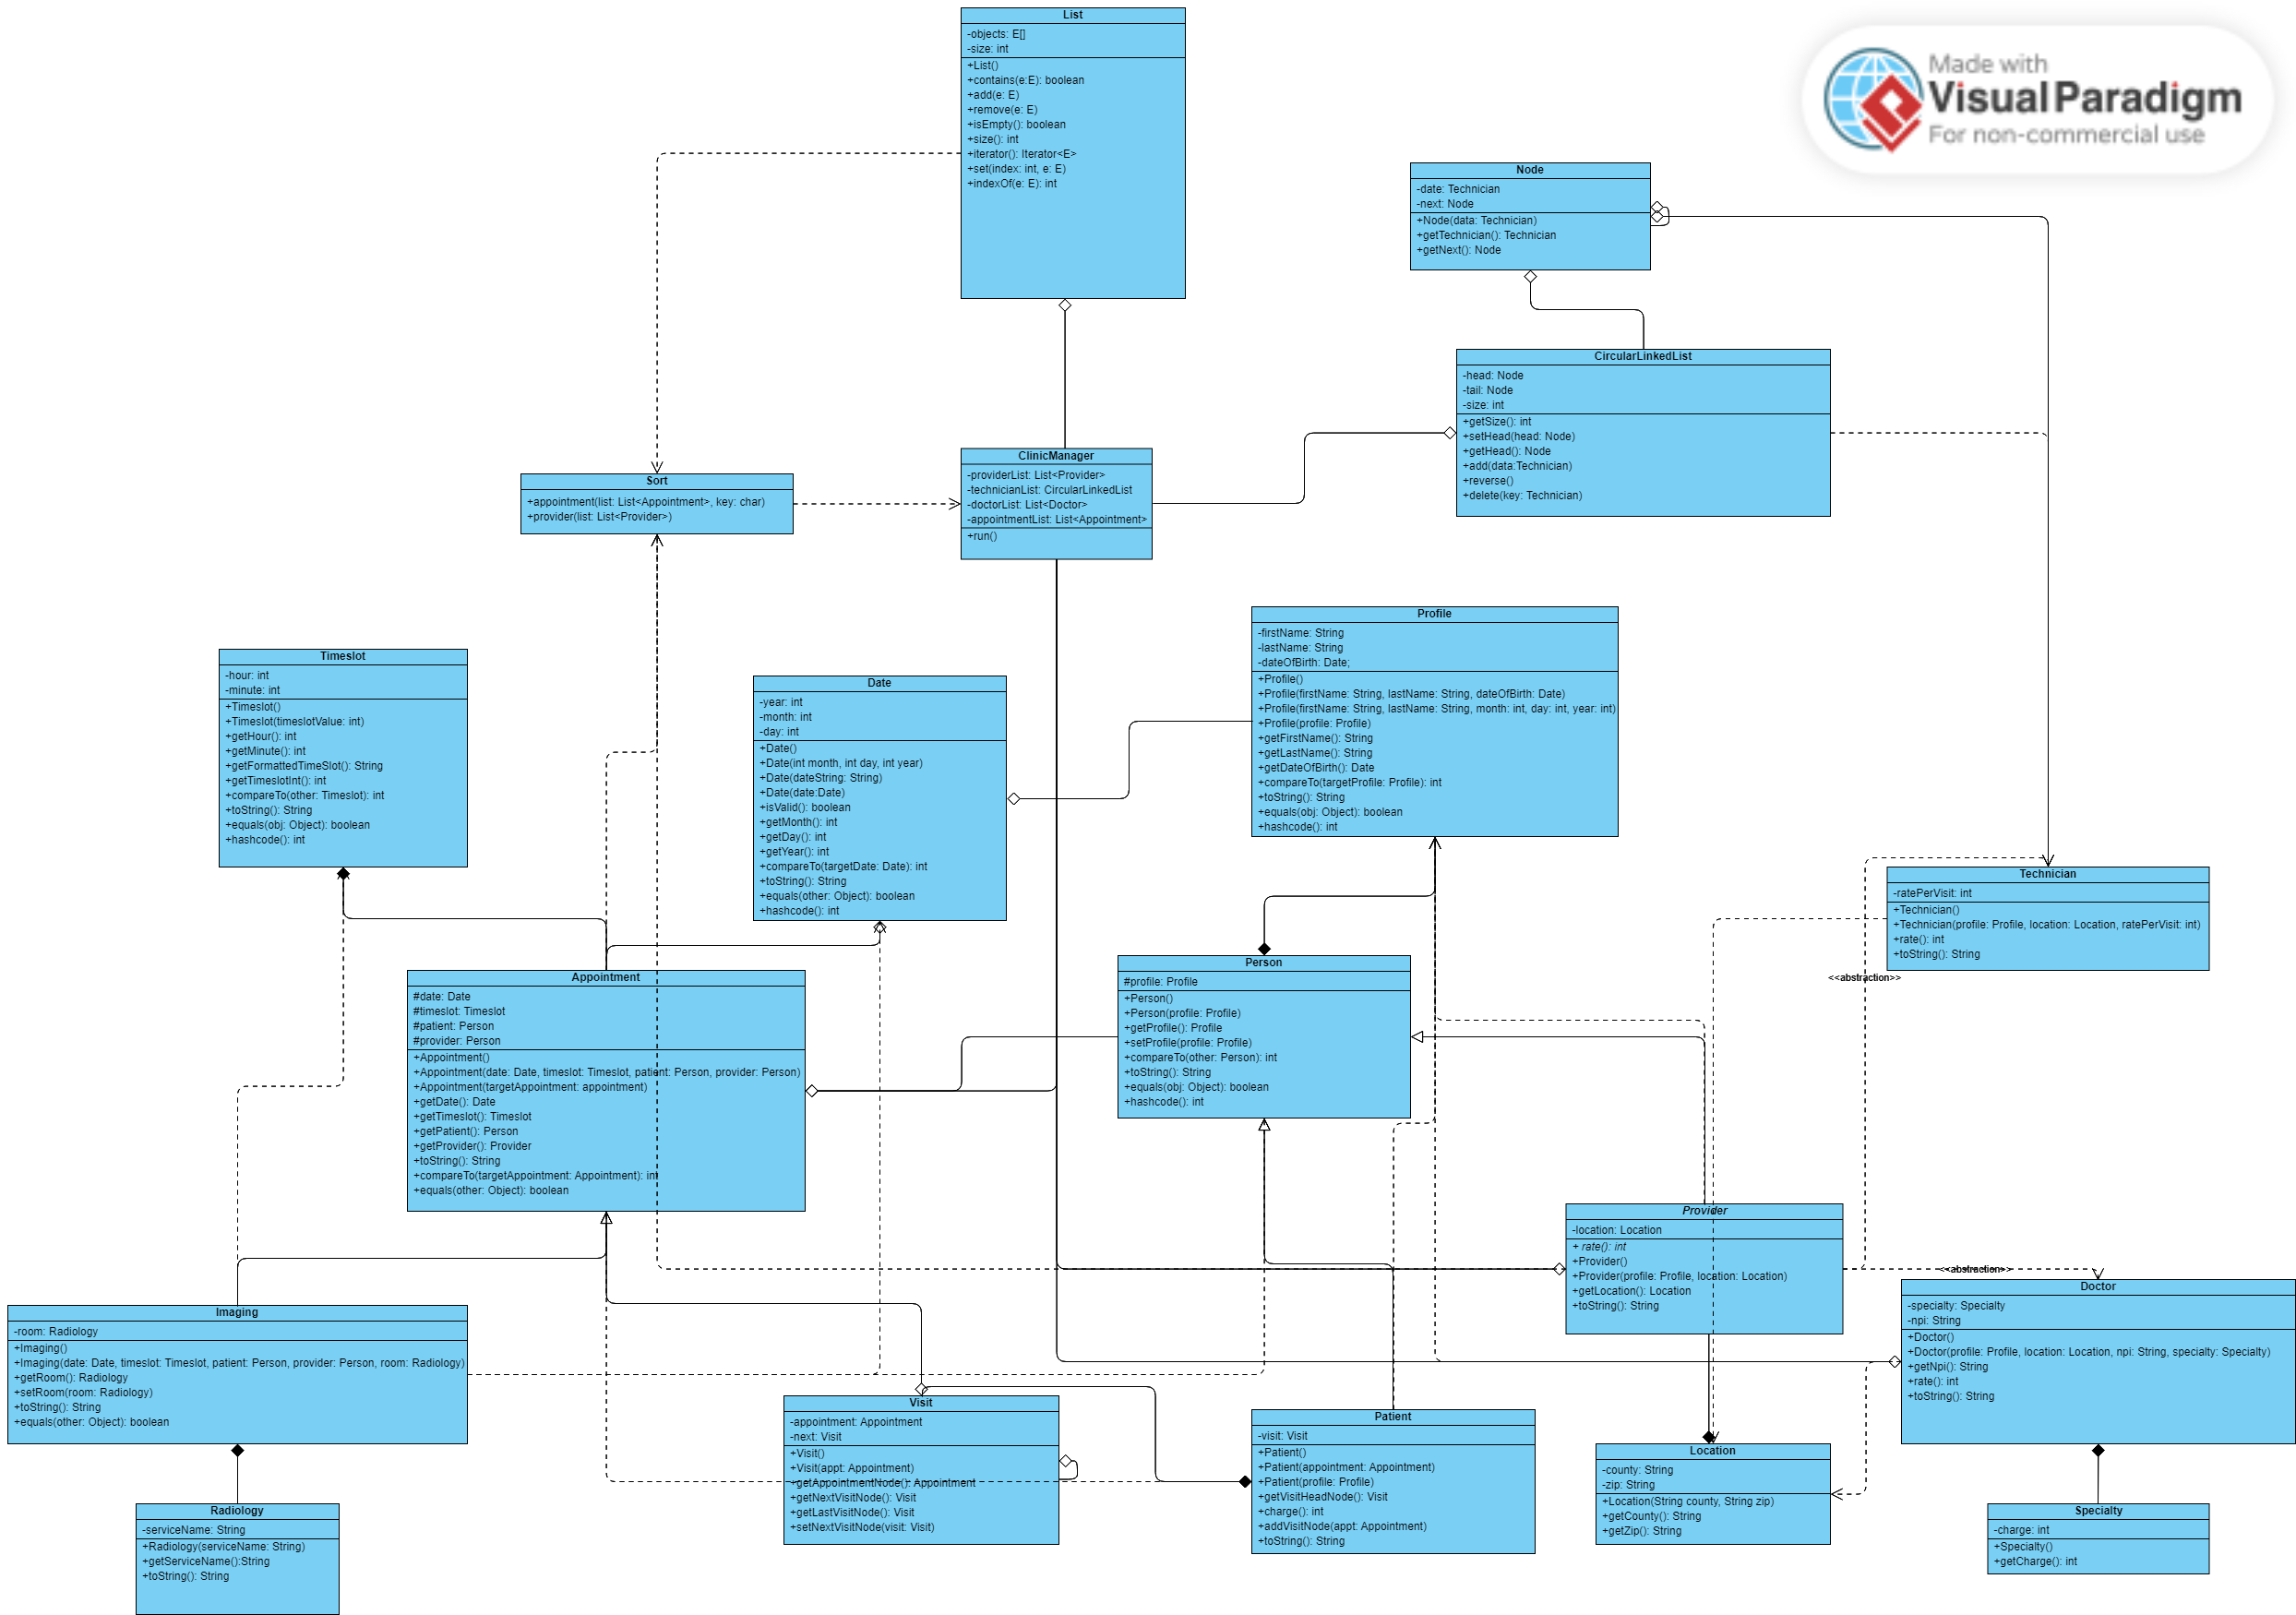 List
-objects: E[]
-size: int
+List()
+contains(e:E): boolean
+add(e: E)
+remove(e: E)
+isEmpty(): boolean
+size(): int
+iterator(): Iterator<E>
+set(index: int, e: E)
+indexOf(e: E): int
Made with
Visual Paradigm
For non-commercial use
Node
-date: Technician
-next: Node
+Node(data: Technician)
+getTechnician(): Technician
+getNext(): Node
CircularLinkedList
-head: Node
-tail: Node
-size: int
+getSize(): int
+setHead(head: Node)
+getHead(): Node
+add(data:Technician)
+reverse()
+delete(key: Technician)
ClinicManager
-providerList: List<Provider>
-technicianList: CircularLinkedList
-doctorList: List<Doctor>
-appointmentList: List<Appointment>
+run()
Sort
+appointment(list: List<Appointment>, key: char)
+provider(list: List<Provider>)
Profile
-firstName: String
-lastName: String
-dateOfBirth: Date;
+Profile()
+Profile(firstName: String, lastName: String, dateOfBirth: Date)
+Profile(firstName: String, lastName: String, month: int, day: int, year: int)
+Profile(profile: Profile)
+getFirstName(): String
+getLastName(): String
+getDateOfBirth(): Date
+compareTo(targetProfile: Profile): int
+toString(): String
+equals(obj: Object): boolean
+hashcode(): int
Timeslot
-hour: int
-minute: int
+Timeslot()
+Timeslot(timeslotValue: int)
+getHour(): int
+getMinute(): int
+getFormattedTimeSlot(): String
+getTimeslotInt(): int
+compareTo(other: Timeslot): int
+toString(): String
+equals(obj: Object): boolean
+hashcode(): int
Date
-year: int
-month: int
-day: int
+Date()
+Date(int month, int day, int year)
+Date(dateString: String)
+Date(date:Date)
+isValid(): boolean
+getMonth(): int
+getDay(): int
+getYear(): int
+compareTo(targetDate: Date): int
+toString(): String
+equals(other: Object): boolean
+hashcode(): int
Technician
-ratePerVisit: int
+Technician()
+Technician(profile: Profile, location: Location, ratePerVisit: int)
+rate(): int
+toString(): String
<<abstraction>>
Person
#profile: Profile
+Person()
+Person(profile: Profile)
+getProfile(): Profile
+setProfile(profile: Profile)
+compareTo(other: Person): int
+toString(): String
+equals(obj: Object): boolean
+hashcode(): int
Appointment
#date: Date
#timeslot: Timeslot
#patient: Person
#provider: Person
+Appointment()
+Appointment(date: Date, timeslot: Timeslot, patient: Person, provider: Person)
+Appointment(targetAppointment: appointment)
+getDate(): Date
+getTimeslot(): Timeslot
+getPatient(): Person
+getProvider(): Provider
+toString(): String
+compareTo(targetAppointment: Appointment): int
+equals(other: Object): boolean
Provider
-location: Location
+ rate(): int
+Provider()
+Provider(profile: Profile, location: Location)
+getLocation(): Location
+toString(): String
<<abstraction>>
Doctor
-specialty: Specialty
-npi: String
+Doctor()
+Doctor(profile: Profile, location: Location, npi: String, specialty: Specialty)
+getNpi(): String
+rate(): int
+toString(): String
Imaging
-room: Radiology
+Imaging()
+Imaging(date: Date, timeslot: Timeslot, patient: Person, provider: Person, room: Radiology)
+getRoom(): Radiology
+setRoom(room: Radiology)
+toString(): String
+equals(other: Object): boolean
Visit
-appointment: Appointment
-next: Visit
+Visit()
+Visit(appt: Appointment)
+getAppointmentNode(): Appointment
+getNextVisitNode(): Visit
+getLastVisitNode(): Visit
+setNextVisitNode(visit: Visit)
Patient
-visit: Visit
+Patient()
+Patient(appointment: Appointment)
+Patient(profile: Profile)
+getVisitHeadNode(): Visit
+charge(): int
+addVisitNode(appt: Appointment)
+toString(): String
Location
-county: String
-zip: String
+Location(String county, String zip)
+getCounty(): String
+getZip(): String
Radiology
-serviceName: String
+Radiology(serviceName: String)
+getServiceName():String
+toString(): String
Specialty
-charge: int
+Specialty()
+getCharge(): int